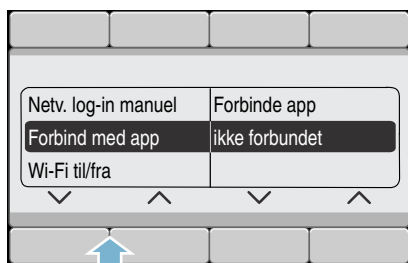 Netv. log-in manuel
Forbinde app
Forbind med app
ikke forbundet
Wi-Fi til/fra